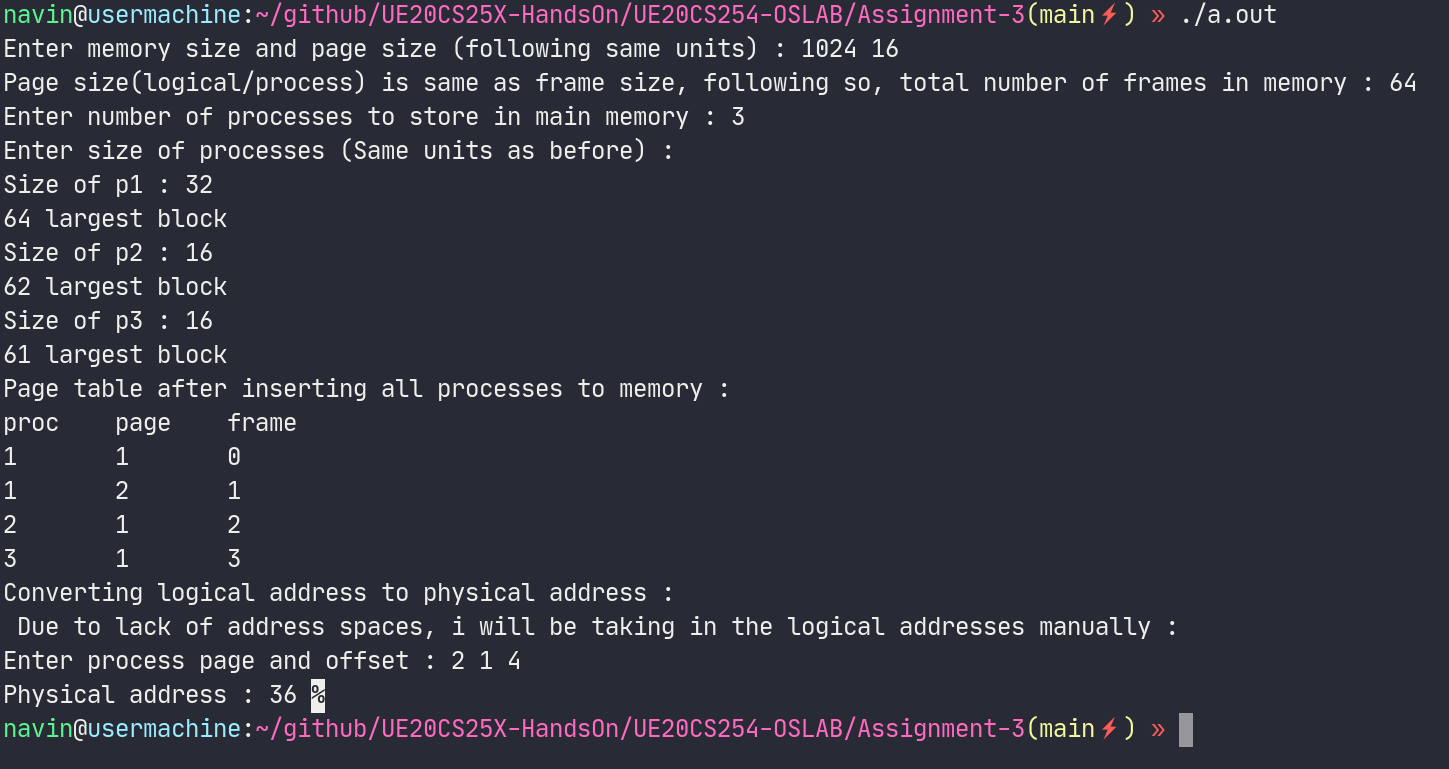 navin@usermachine:~/github/UE20CS25X-HandsOn/UE20CS254-OSLAB/Assignment-3(main⚡) » ./a.out
Enter memory size and page size (following same units) : 1024 16
Page size(logical/process) is same as frame size, following so, total number of frames in memory : 64
Enter number of processes to store in main memory : 3
Enter size of processes (Same units as before) :
Size of p1 : 32
64 largest block
Size of p2 : 16
62 largest block
Size of p3 : 16
61 largest block
Page table after inserting all processes to memory :
proc    page    frame
1       1       0
1       2       1
2       1       2
3       1       3
Converting logical address to physical address :
 Due to lack of address spaces, i will be taking in the logical addresses manually :
Enter process page and offset : 2 1 4
Physical address : 36 %
navin@usermachine:~/github/UE20CS25X-HandsOn/UE20CS254-OSLAB/Assignment-3(main⚡) »